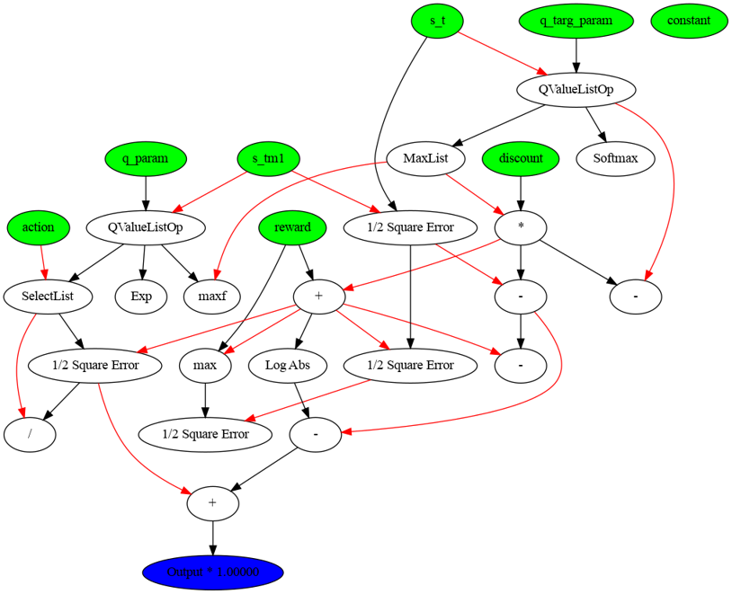 s_t
q_targ_param
constant
QValueListOp
q_param
s_tm1
MaxList
discount
Softmax
action
QValueListOp
reward
1/2 Square Error
*
SelectList
Exp
maxf
+
-
-
1/2 Square Error
max
Log Abs
1/2 Square Error
-
/
1/2 Square Error
-
+
Output * 1.00000